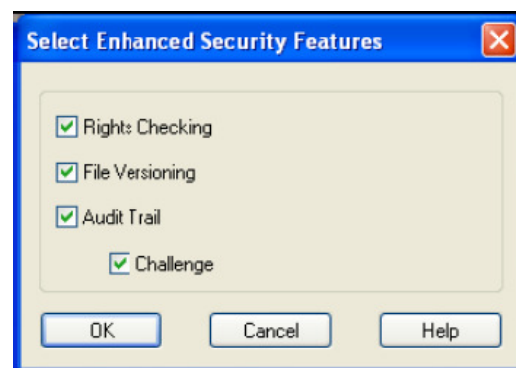 Select Enhanced Security Features
Rights Checking
File Versioning
Audit Trail
Challenge
OK Cancel Help